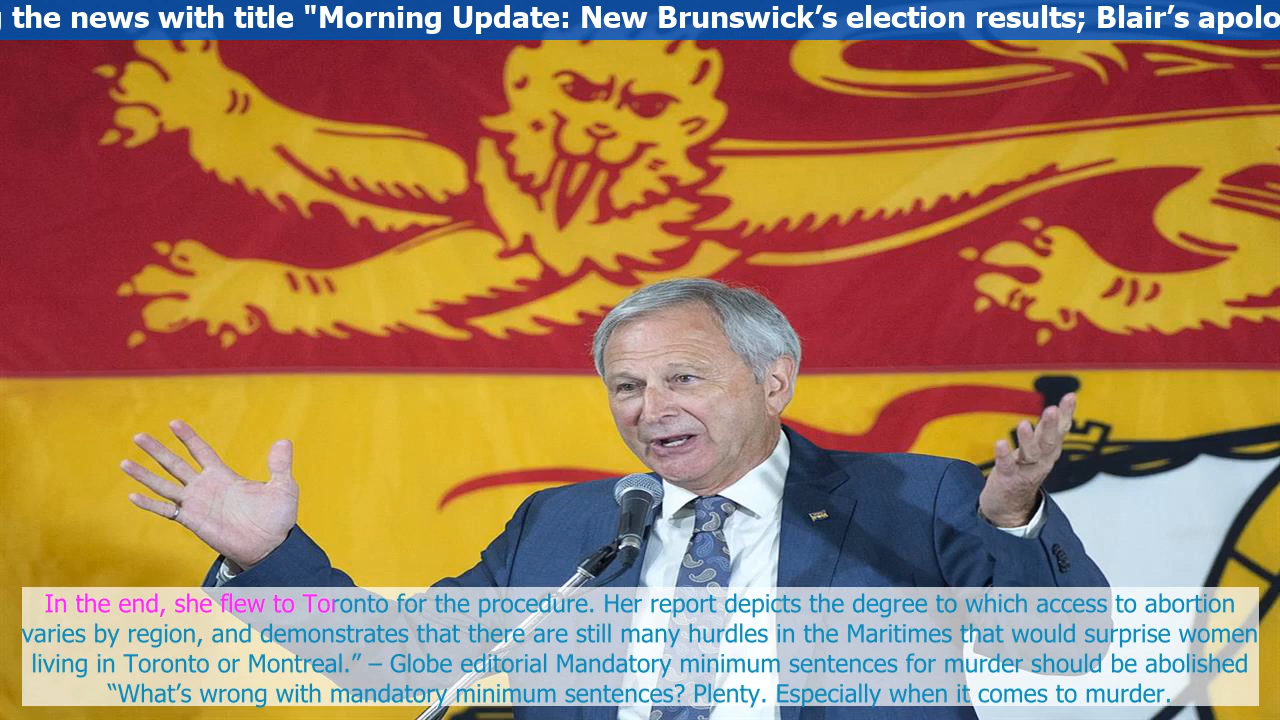 the news with title "Morning Update: New Brunswick’s election results; Blair’s apolo
In the end, she flew to Toronto for the procedure. Her report depicts the degree to which access to abortion
varies by region, and demonstrates that there are still many hurdles in the Maritimes that would surprise women
living in Toronto or Montreal.” – Globe editorial Mandatory minimum sentences for murder should be abolished
“What’s wrong with mandatory minimum sentences? Plenty. Especially when it comes to murder.